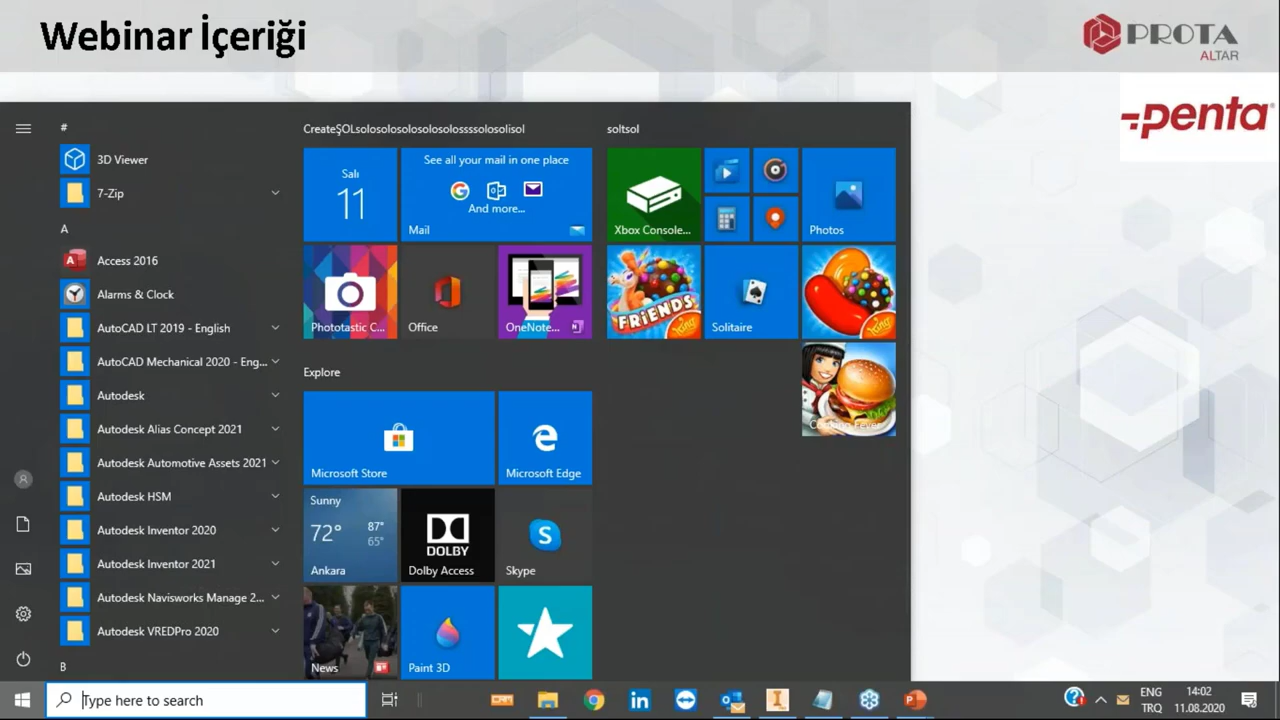 Webinar İçeriği
PROTA
ALTAR
penta
#
3D Viewer
7-Zip
A
Access 2016
Alarms & Clock
AutoCAD LT 2019 - English
AutoCAD Mechanical 2020 - Eng...
Autodesk
Autodesk Alias Concept 2021
Autodesk Automotive Assets 2021
Autodesk HSM
Autodesk Inventor 2020
Autodesk Inventor 2021
Autodesk Navisworks Manage 2...
Autodesk VREDPro 2020
B
CreateŞOLsolosolosolosolosolossssolosolisol
Salı
11
See all your mail in one place
And more...
Mail
Phototastic C...
Office
OneNote...
Explore
Microsoft Store
Microsoft Edge
Sunny
72°
87°
65°
Ankara
DOLBY
Dolby Access
Skype
News
Paint 3D
soltsol
Xbox Console...
Photos
FRIENDS
King
Solitaire
King
Cooking Fever
Type here to search
ENG
TRQ
14:02
11.08.2020